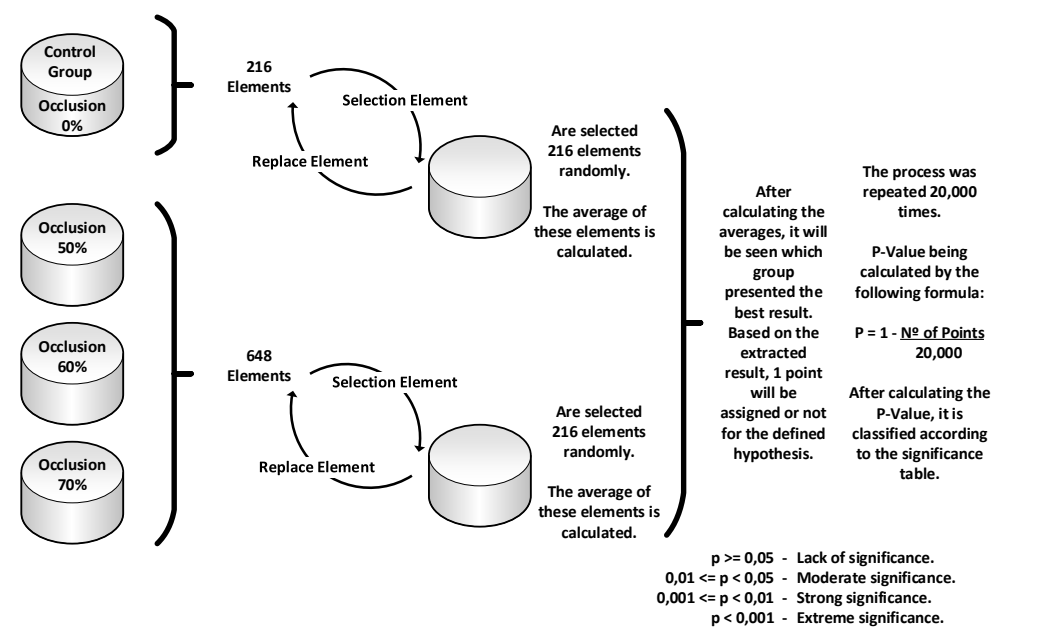 Control
Group
Occlusion
0%
216
Elements
Selection Element
Replace Element
Are selected
216 elements
randomly.
The average of
these elements is
calculated.
Occlusion
50%
Occlusion
60%
Occlusion
70%
648
Elements
Selection Element
Replace Element
Are selected
216 elements
randomly.
The average of
these elements is
calculated.
After
calculating the
averages, it will
be seen which
group
presented the
best result.
Based on the
extracted
result, 1 point
will be
assigned or not
for the defined
hypothesis.
The process was
repeated 20,000
times.
P-Value being
calculated by the
following formula:
P = 1 - Nº of Points
20,000
After calculating the
P-Value, it is
classified according
to the significance
table.
p >= 0,05 - Lack of significance.
0,01 <= p < 0,05 - Moderate significance.
0,001 <= p < 0,01 - Strong significance.
p < 0,001 - Extreme significance.